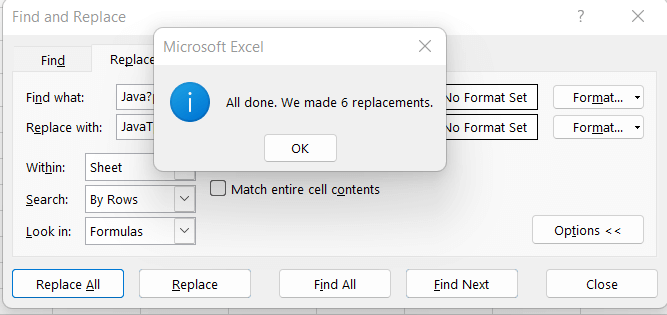 Find and Replace ?
Microsoft Excel
Find Replace
All done. We made 6 replacements.
Find what: Java?p No Format Set Format...
Replace with: JavaT No Format Set Format...
OK
Within: Sheet
Match entire cell contents
Search: By Rows
Look in: Formulas
Options <<
Replace All Replace Find All Find Next Close